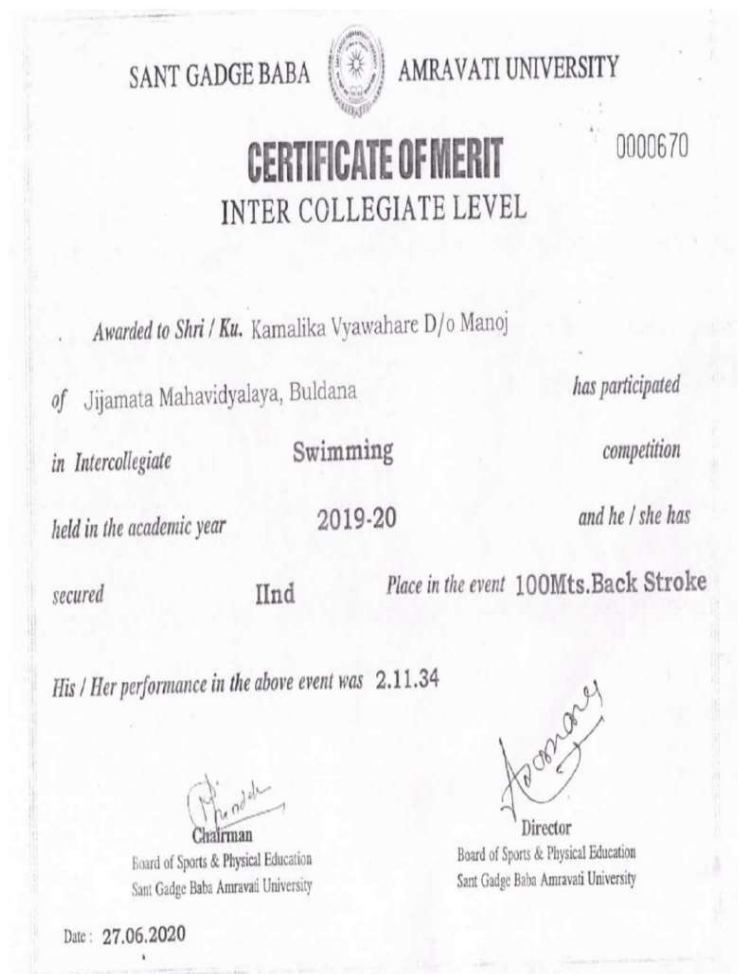 SANT GADGE BABA AMRAVATI UNIVERSITY
CERTIFICATE OF MERIT
0000670
INTER COLLEGIATE LEVEL
Awarded to Shri / Ku. Kamalika Vyawahare D/o Manoj
of Jijamata Mahavidyalaya, Buldana has participated
in Intercollegiate Swimming competition
held in the academic year 2019-20 and he / she has
secured IInd Place in the event 100Mts.Back Stroke
His / Her performance in the above event was 2.11.34
Chairman
Board of Sports & Physical Education
Sant Gadge Baba Amravati University
Director
Board of Sports & Physical Education
Sant Gadge Baba Amravati University
Date : 27.06.2020